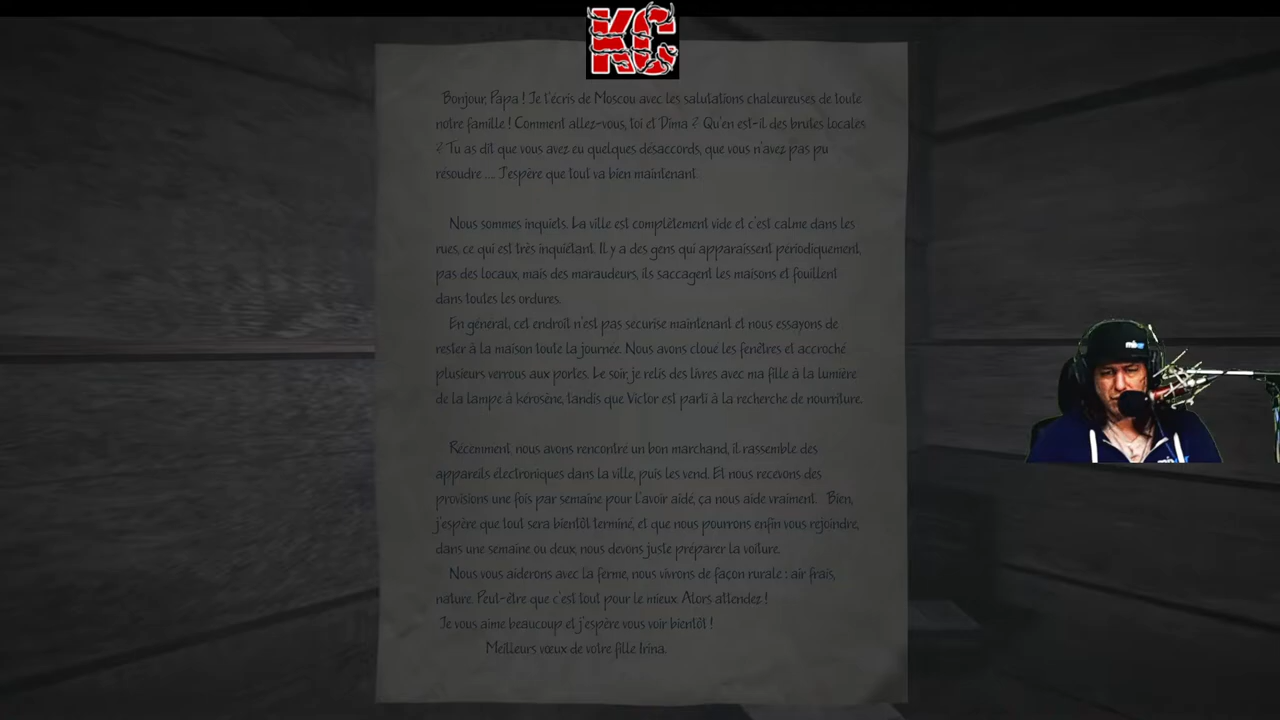 KC
Bonjour, Papa ! Je t'écris de Moscou avec les salutations chaleureuses de toute
notre famille ! Comment allez-vous, toi et Dima ? Qu'en est-il des brutes locales
? Tu as dit que vous avez eu quelques désaccords, que vous n'avez pas pu
résoudre ... J'espère que tout va bien maintenant.
Nous sommes inquiets. La ville est complètement vide et c'est calme dans les
rues, ce qui est très inquiétant. Il y a des gens qui apparaissent périodiquement,
pas des locaux, mais des maraudeurs, ils saccagent les maisons et fouillent
dans toutes les ordures.
En général, cet endroit n'est pas sécurisé maintenant et nous essayons de
rester à la maison toute la journée. Nous avons cloué les fenêtres et accroché
plusieurs verrous aux portes. Le soir, je relis des livres avec ma fille à la lumière
de la lampe à kérosène, tandis que Victor est parti à la recherche de nourriture.
Récemment, nous avons rencontré un bon marchand, il rassemble des
appareils électroniques dans la ville, puis les vend. Et nous recevons des
provisions une fois par semaine pour l'avoir aidé, ça nous aide vraiment. Bien,
j'espère que tout sera bientôt terminé, et que nous pourrons enfin vous rejoindre,
dans une semaine ou deux, nous devons juste préparer la voiture.
Nous vous aiderons avec la ferme, nous vivrons de façon rurale : air frais,
nature. Peut-être que c'est tout pour le mieux. Alors attendez !
Je vous aime beaucoup et j'espère vous voir bientôt !
Meilleurs vœux de votre fille Irina.